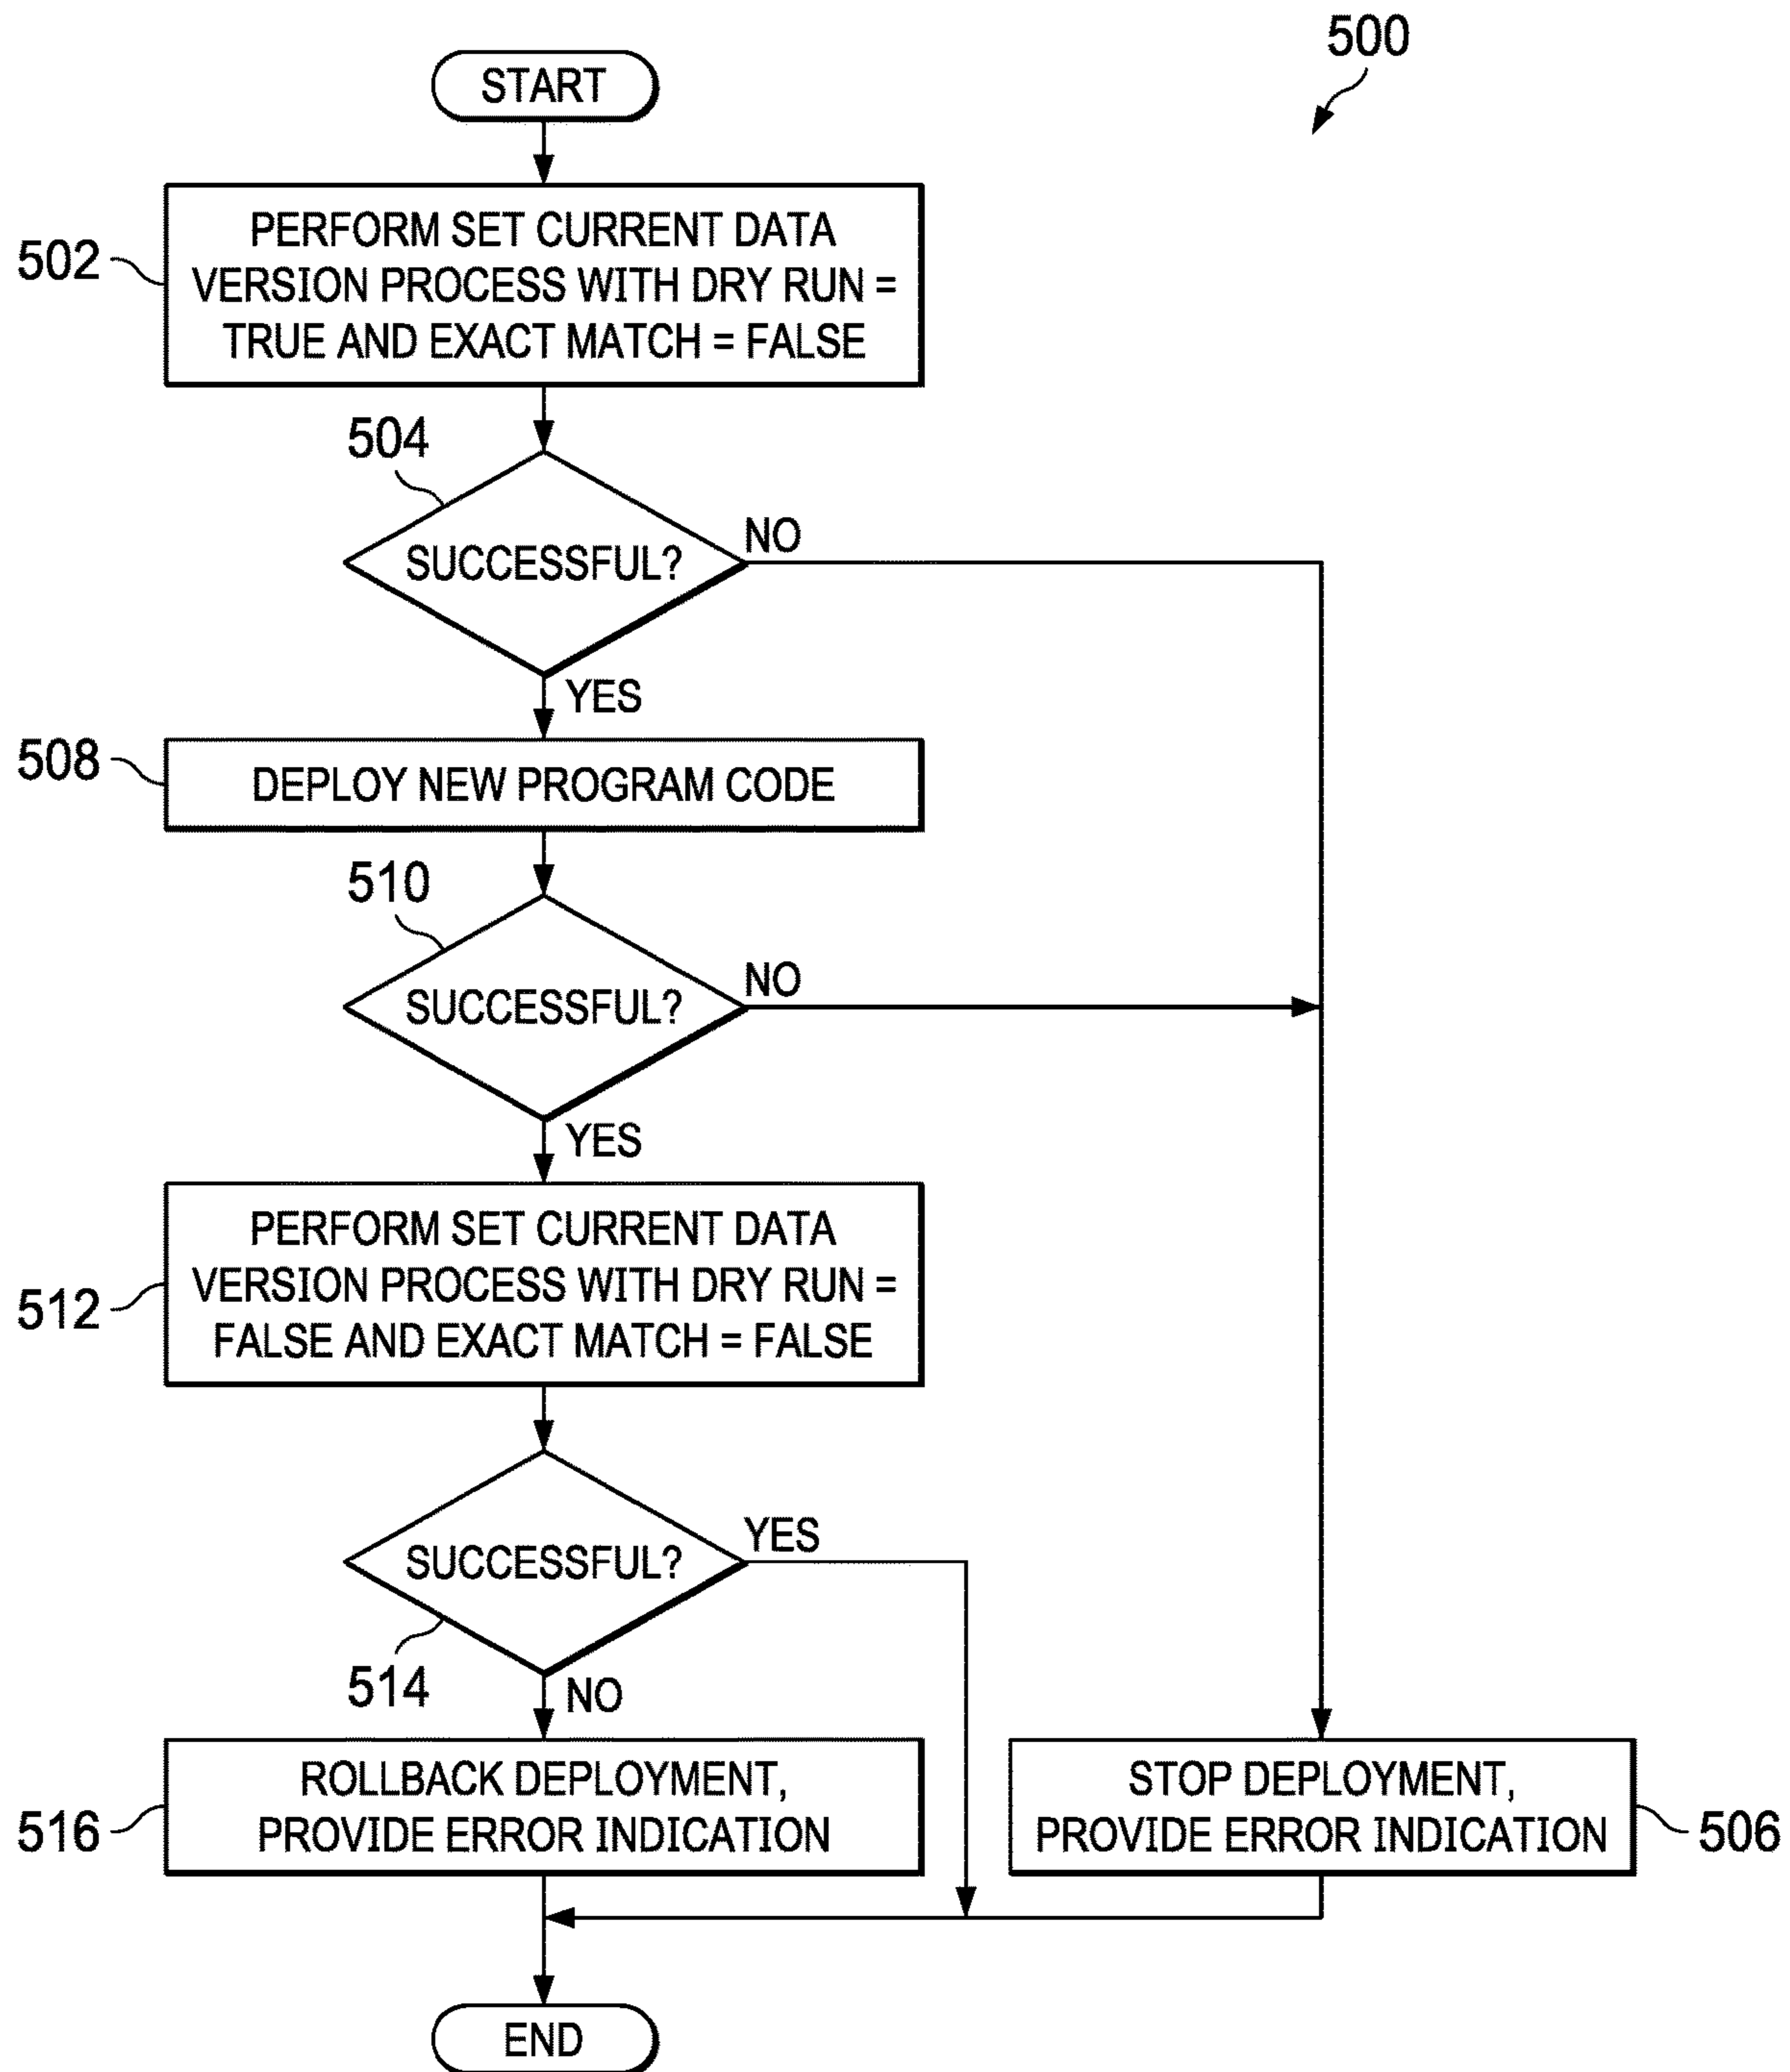 500
START
502
PERFORM SET CURRENT DATA
VERSION PROCESS WITH DRY RUN =
TRUE AND EXACT MATCH = FALSE
504
SUCCESSFUL?
NO
YES
508
DEPLOY NEW PROGRAM CODE
510
SUCCESSFUL?
NO
YES
512
PERFORM SET CURRENT DATA
VERSION PROCESS WITH DRY RUN =
FALSE AND EXACT MATCH = FALSE
SUCCESSFUL?
YES
514
NO
516
ROLLBACK DEPLOYMENT,
PROVIDE ERROR INDICATION
STOP DEPLOYMENT,
PROVIDE ERROR INDICATION
506
END